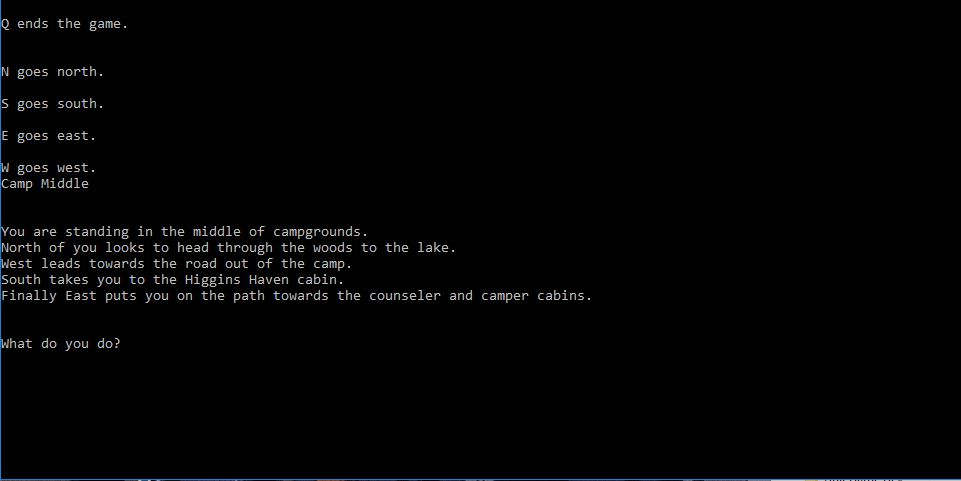 Q ends the game.
N goes north.
S goes south.
E goes east.
W goes west.
Camp Middle
You are standing in the middle of campgrounds.
North of you looks to head through the woods to the lake.
West leads towards the road out of the camp.
South takes you to the Higgins Haven cabin.
Finally East puts you on the path towards the counseler and camper cabins.
What do you do?